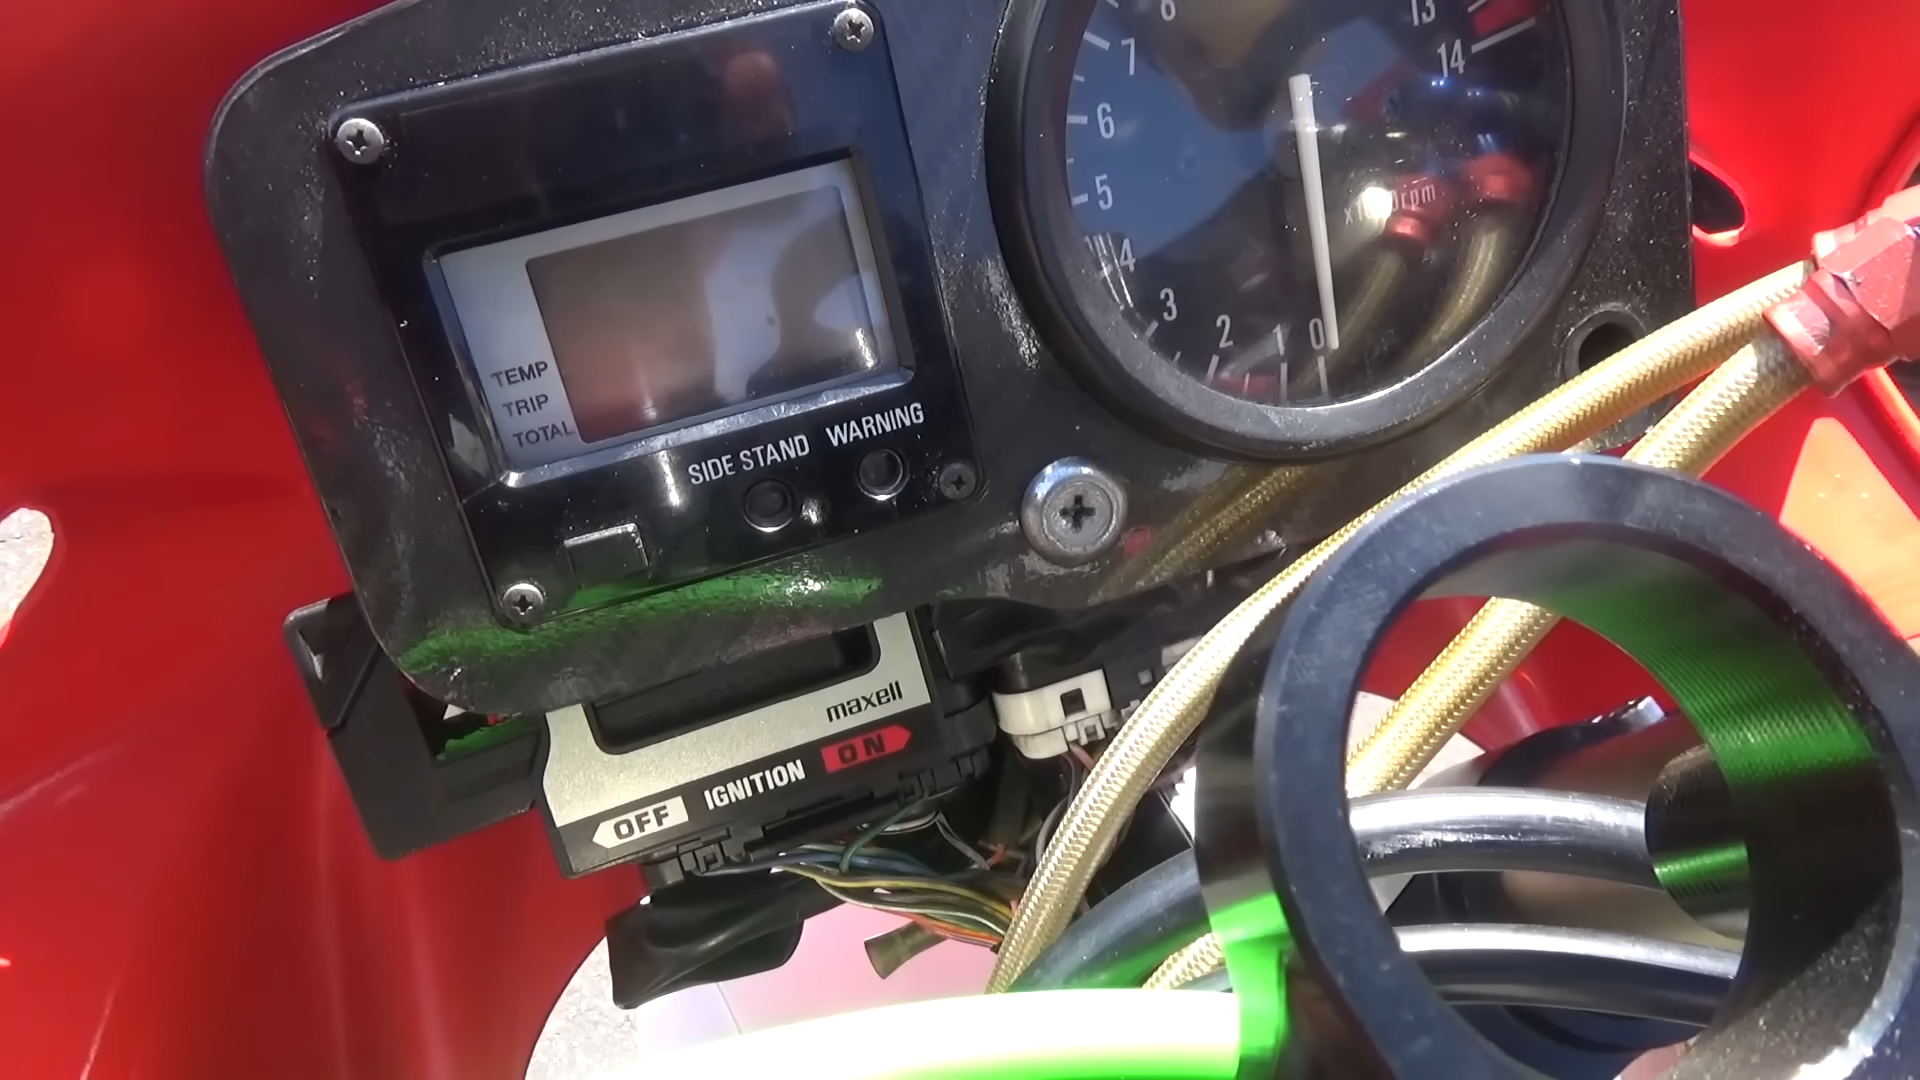 TEMP
TRIP
TOTAL
SIDE STAND
WARNING
maxell
OFF
IGNITION
ON
8
7
6
5
4
3
2
1
0
13
14
rpm